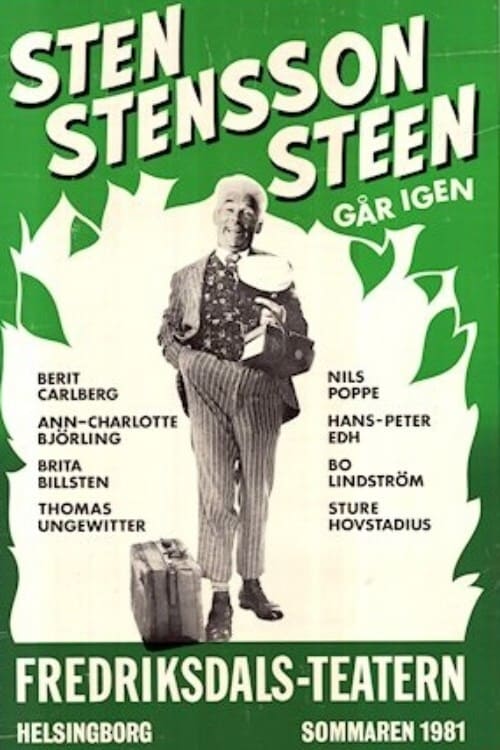 STEN
STENSSON
STEEN
GÅR IGEN
BERIT
CARLBERG
ANN-CHARLOTTE
BJÖRLING
BRITA
BILLSTEN
THOMAS
UNGEWITTER
NILS
POPPE
HANS-PETER
EDH
BO
LINDSTRÖM
STURE
HOVSTADIUS
FREDRIKSDALS-TEATERN
HELSINGBORG SOMMAREN 1981